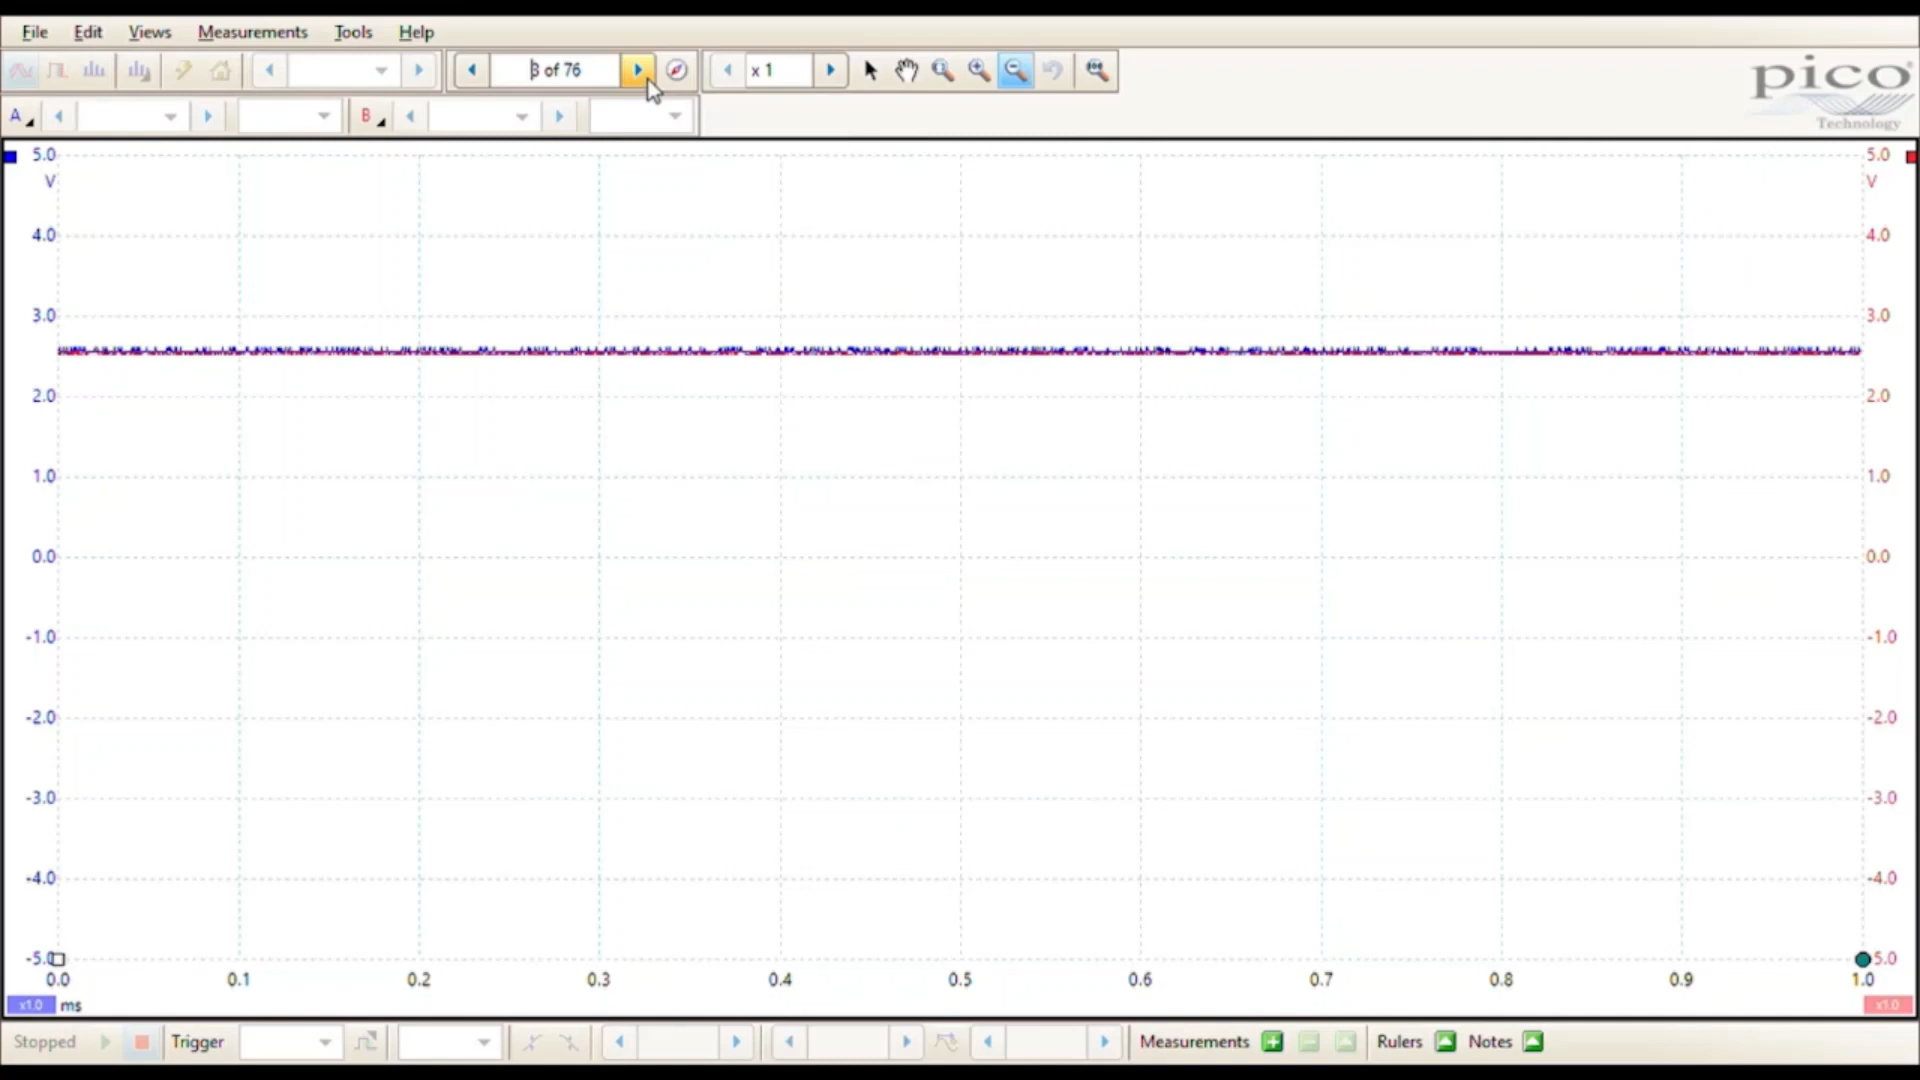 File Edit Views Measurements Tools Help
3 of 76 x 1
pico
Technology
A B
5.0 5.0
V V
4.0 4.0
3.0 3.0
2.0 2.0
1.0 1.0
0.0 0.0
-1.0 -1.0
-2.0 -2.0
-3.0 -3.0
-4.0 -4.0
-5.0 5.0
0.0 0.1 0.2 0.3 0.4 0.5 0.6 0.7 0.8 0.9 1.0
x1.0 ms x1.0
Stopped Trigger Measurements Rulers Notes